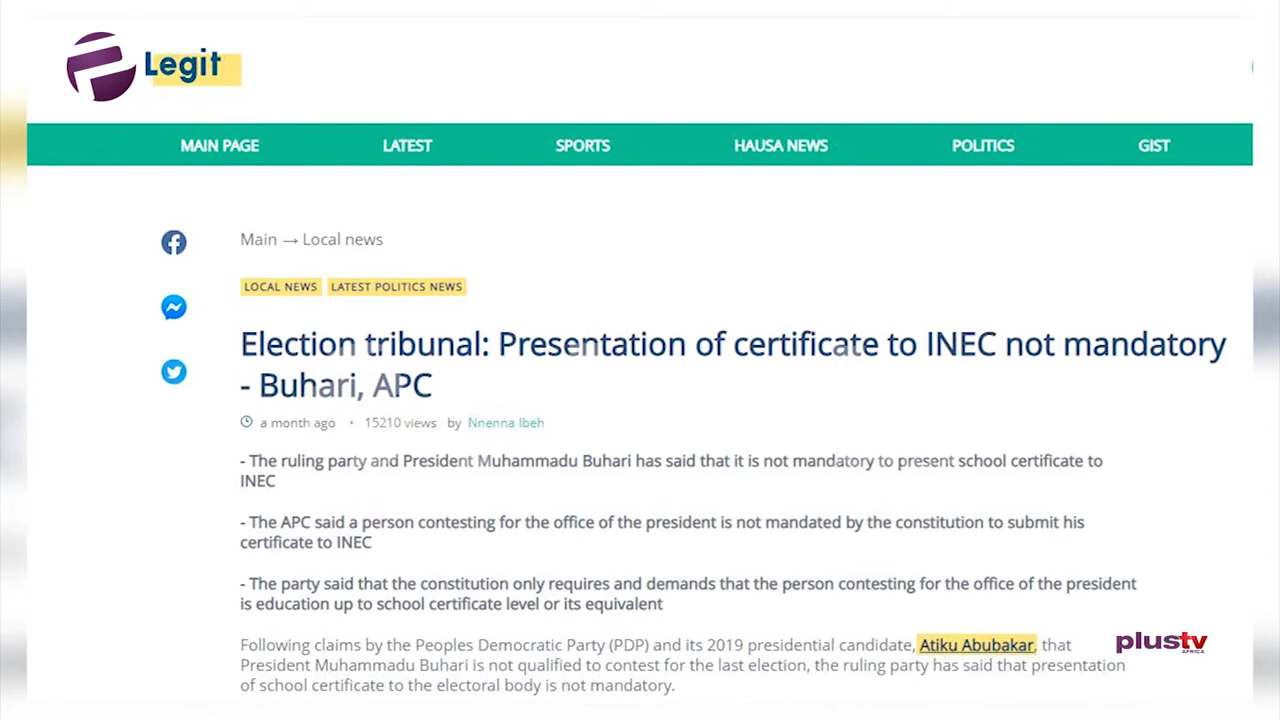 Legit
MAIN PAGE LATEST SPORTS HAUSA NEWS POLITICS GIST
Main → Local news
LOCAL NEWS LATEST POLITICS NEWS
Election tribunal: Presentation of certificate to INEC not mandatory
- Buhari, APC
a month ago • 15210 views by Nnenna Ibeh
- The ruling party and President Muhammadu Buhari has said that it is not mandatory to present school certificate to
INEC
- The APC said a person contesting for the office of the president is not mandated by the constitution to submit his
certificate to INEC
- The party said that the constitution only requires and demands that the person contesting for the office of the president
is education up to school certificate level or its equivalent
Following claims by the Peoples Democratic Party (PDP) and its 2019 presidential candidate, Atiku Abubakar, that
President Muhammadu Buhari is not qualified to contest for the last election, the ruling party has said that presentation
of school certificate to the electoral body is not mandatory.
plustv
AFRICA